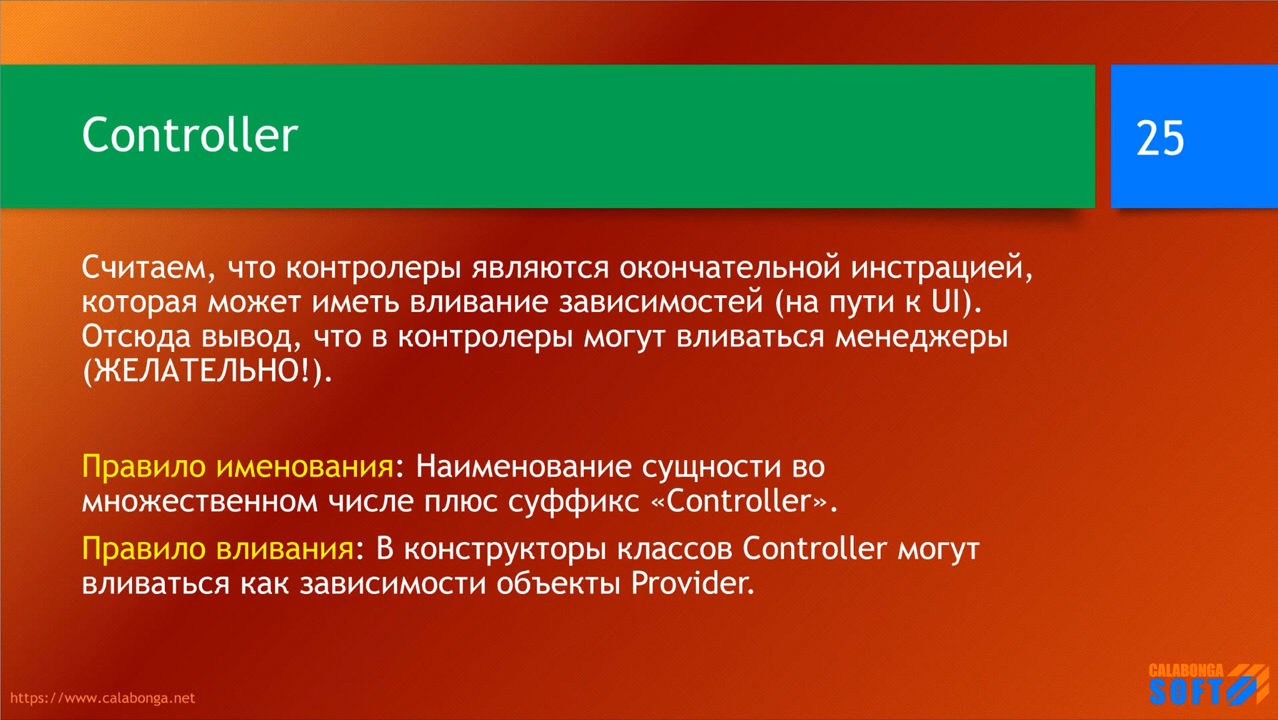 Controller
25
Считаем, что контролеры являются окончательной инстрацией,
которая может иметь вливание зависимостей (на пути к UI).
Отсюда вывод, что в контролеры могут вливаться менеджеры
(ЖЕЛАТЕЛЬНО!).
Правило именования: Наименование сущности во
множественном числе плюс суффикс «Controller».
Правило вливания: В конструкторы классов Controller могут
вливаться как зависимости объекты Provider.
https://www.calabonga.net
CALABONGA
SOFT